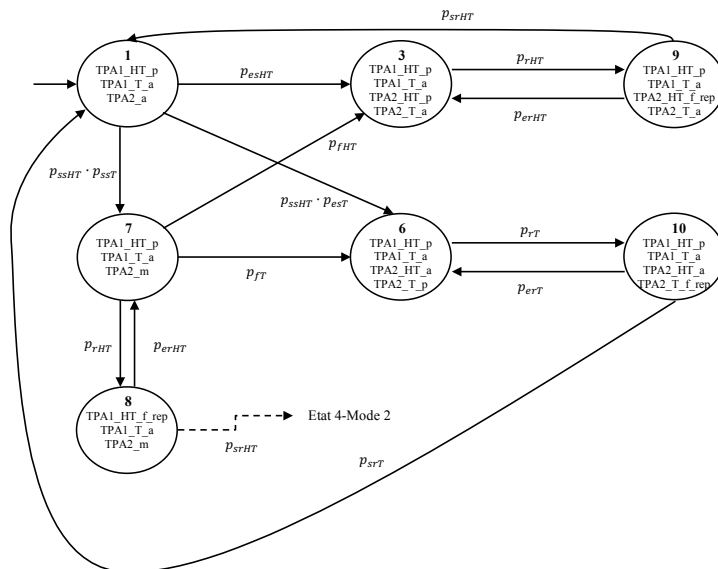 p_srHT
1
TPA1_HT_p
TPA1_T_a
TPA2_a
p_esHT
3
TPA1_HT_p
TPA1_T_a
TPA2_HT_p
TPA2_T_a
p_rHT
p_erHT
9
TPA1_HT_p
TPA1_T_a
TPA2_HT_f_rep
TPA2_T_a
p_ssHT · p_ssT
p_fHT
p_ssHT · p_esT
7
TPA1_HT_p
TPA1_T_a
TPA2_m
p_fT
6
TPA1_HT_p
TPA1_T_a
TPA2_HT_a
TPA2_T_p
p_rT
p_erT
10
TPA1_HT_p
TPA1_T_a
TPA2_HT_a
TPA2_T_f_rep
p_rHT
p_erHT
8
TPA1_HT_f_rep
TPA1_T_a
TPA2_m
p_srHT
Etat 4-Mode 2
p_srT